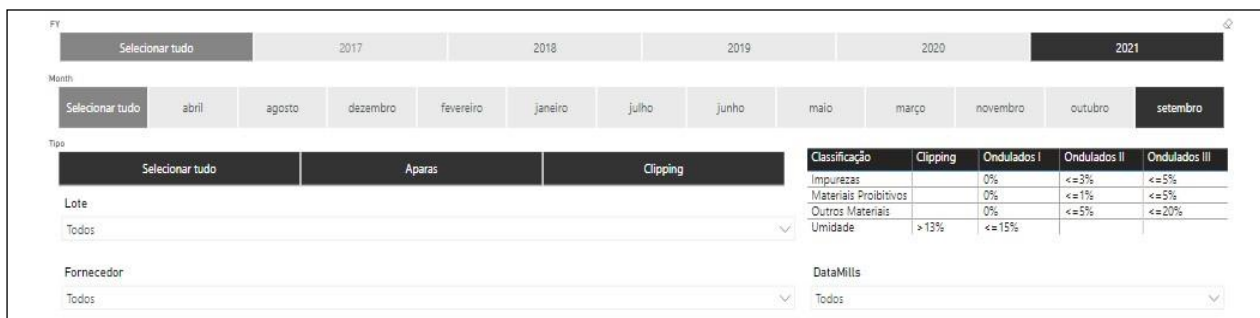 FY
Selecionar tudo 2017 2018 2019 2020 2021
Month
Selecionar tudo abril agosto dezembro fevereiro janeiro julho junho maio março novembro outubro setembro
Tipo
Selecionar tudo Aparas Clipping
Classificação Clipping Ondulados I Ondulados II Ondulados III
Impurezas 0% <=3% <=5%
Materiais Proibitivos 0% <=1% <=5%
Outros Materiais 0% <=5% <=20%
Umidade >13% <=15%
Lote
Todos
Fornecedor
Todos
DataMills
Todos